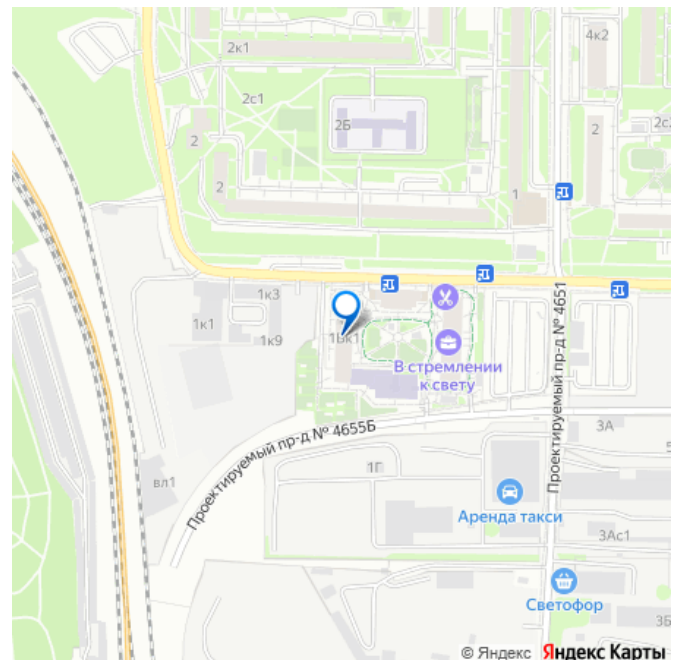 2к1
4к2
2с1
2Б
2
2
2с
2
1
1к3
1к1
1к9
1Вк1
В стремлении
к свету
Проектируемый пр-д № 4651
Проектируемый пр-д № 4655Б
3А
1Г
вл1
Аренда такси
3Ас1
Светофор
3Б
© Яндекс Яндекс Карты